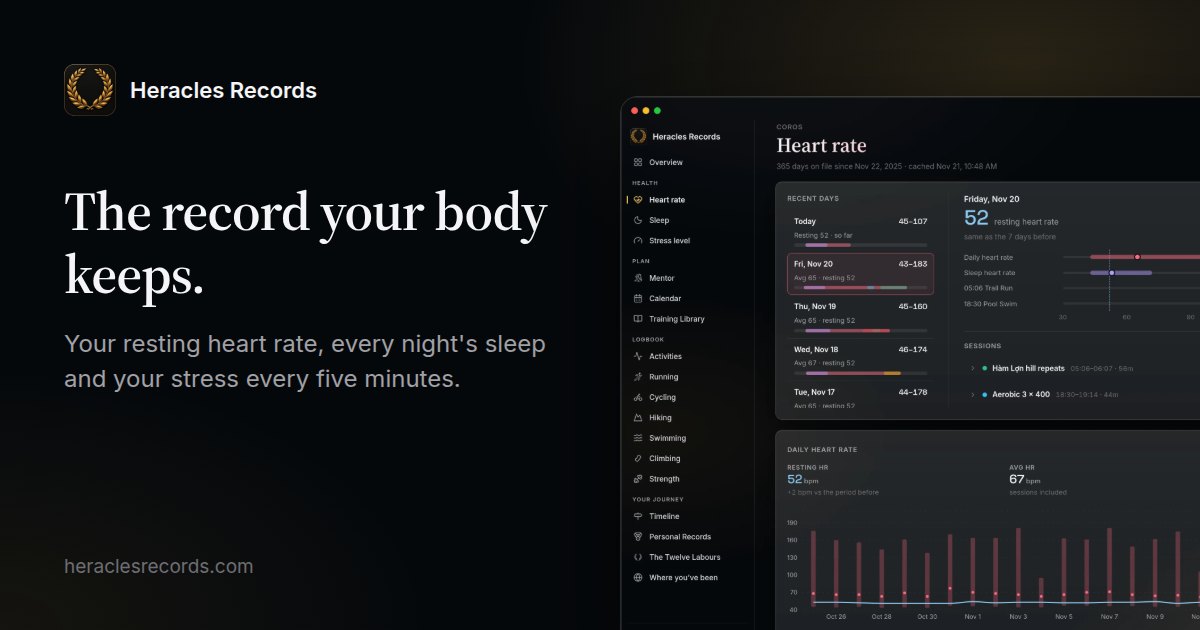 Heracles Records
The record your body
keeps.
Your resting heart rate, every night's sleep
and your stress every five minutes.
heraclesrecords.com
Heracles Records
Overview
HEALTH
Heart rate
Sleep
Stress level
PLAN
Mentor
Calendar
Training Library
LOGBOOK
Activities
Running
Cycling
Hiking
Swimming
Climbing
Strength
YOUR JOURNEY
Timeline
Personal Records
The Twelve Labours
Where you've been
COROS
Heart rate
365 days on file since Nov 22, 2025 · cached Nov 21, 10:48 AM
RECENT DAYS
Today 45–107
Resting 52 · so far
Fri, Nov 20 43–183
Avg 65 · resting 52
Thu, Nov 19 45–160
Avg 65 · resting 52
Wed, Nov 18 46–174
Avg 67 · resting 52
Tue, Nov 17 44–178
Avg 65 · resting 52
Friday, Nov 20
52 resting heart rate
same as the 7 days before
Daily heart rate
Sleep heart rate
05:06 Trail Run
18:30 Pool Swim
30 60 90
SESSIONS
Hàm Lợn hill repeats 05:06–06:07 · 56m
Aerobic 3 × 400 18:30–19:14 · 44m
DAILY HEART RATE
RESTING HR
52 bpm
+2 bpm vs the period before
AVG HR
67 bpm
sessions included
190
160
130
100
70
40
Oct 26 Oct 28 Oct 30 Nov 1 Nov 3 Nov 5 Nov 7 Nov 9